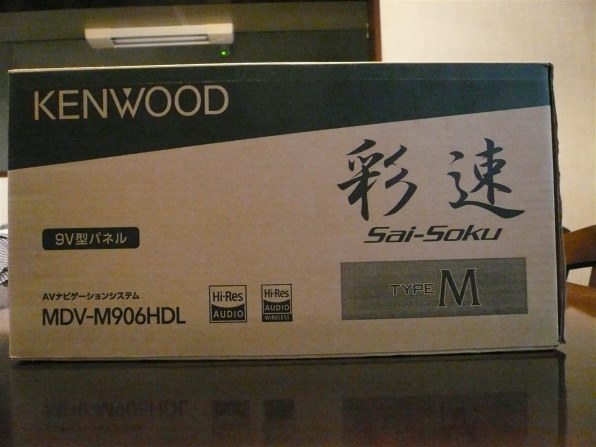 KENWOOD
彩速
Sai-Soku
9V型パネル
TYPE M
AVナビゲーションシステム
MDV-M906HDL
Hi-Res
AUDIO
Hi-Res
AUDIO
WIRELESS